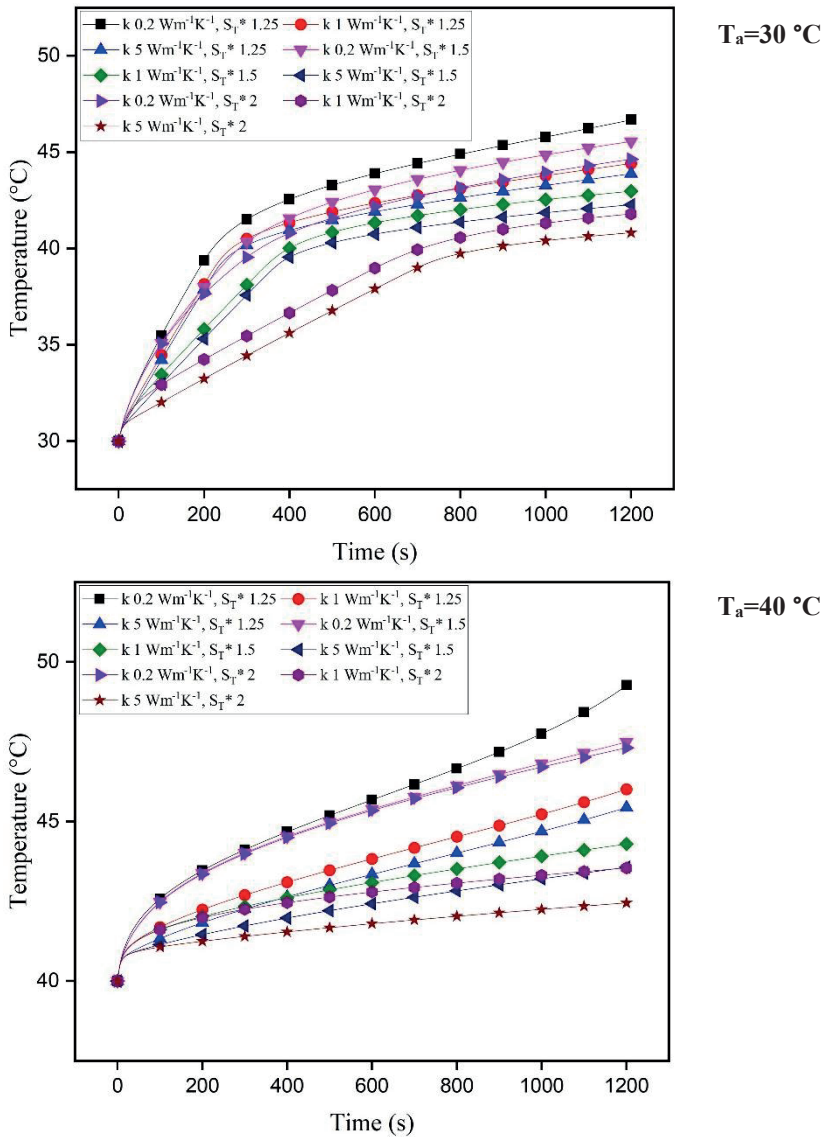 k 0.2 Wm⁻¹K⁻¹, S_T* 1.25 k 1 Wm⁻¹K⁻¹, S_T* 1.25
k 5 Wm⁻¹K⁻¹, S_T* 1.25 k 0.2 Wm⁻¹K⁻¹, S_T* 1.5
k 1 Wm⁻¹K⁻¹, S_T* 1.5 k 5 Wm⁻¹K⁻¹, S_T* 1.5
k 0.2 Wm⁻¹K⁻¹, S_T* 2 k 1 Wm⁻¹K⁻¹, S_T* 2
k 5 Wm⁻¹K⁻¹, S_T* 2
Tₐ=30 °C
50
45
40
35
30
Temperature (°C)
0 200 400 600 800 1000 1200
Time (s)
k 0.2 Wm⁻¹K⁻¹, S_T* 1.25 k 1 Wm⁻¹K⁻¹, S_T* 1.25
k 5 Wm⁻¹K⁻¹, S_T* 1.25 k 0.2 Wm⁻¹K⁻¹, S_T* 1.5
k 1 Wm⁻¹K⁻¹, S_T* 1.5 k 5 Wm⁻¹K⁻¹, S_T* 1.5
k 0.2 Wm⁻¹K⁻¹, S_T* 2 k 1 Wm⁻¹K⁻¹, S_T* 2
k 5 Wm⁻¹K⁻¹, S_T* 2
Tₐ=40 °C
50
45
40
Temperature (°C)
0 200 400 600 800 1000 1200
Time (s)